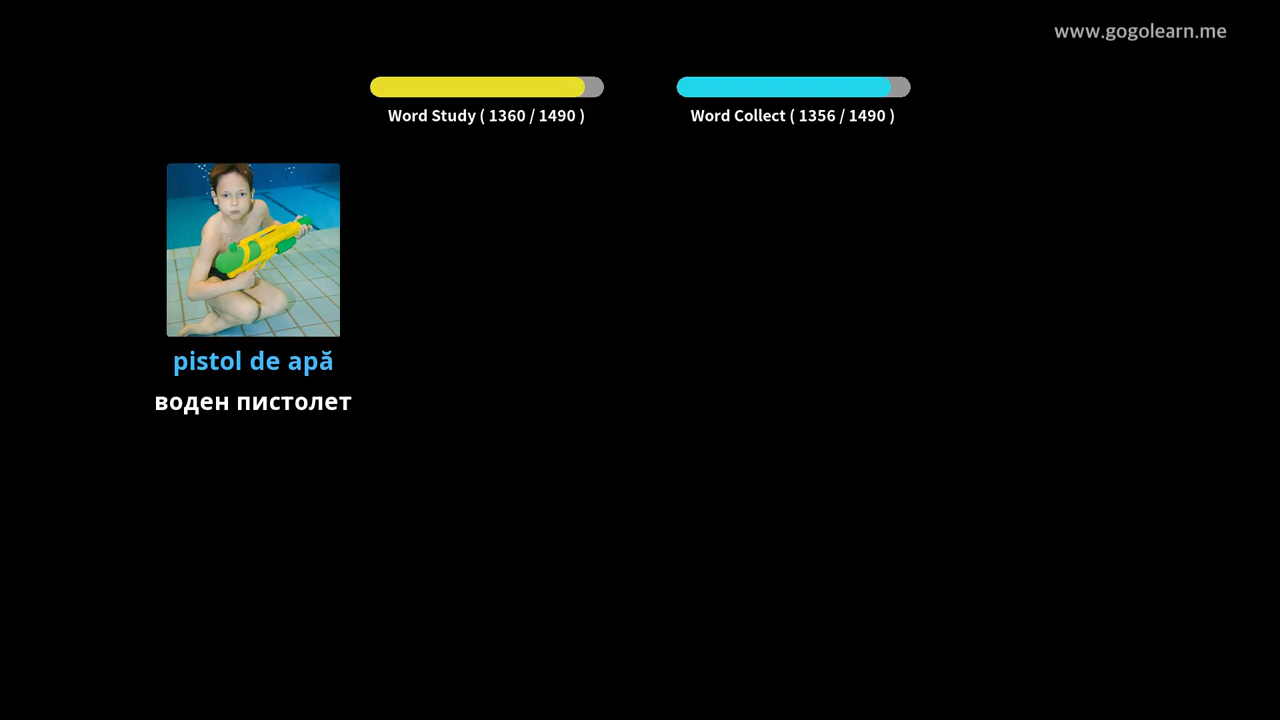 www.gogolearn.me
Word Study ( 1360 / 1490 )
Word Collect ( 1356 / 1490 )
pistol de apă
воден пистолет